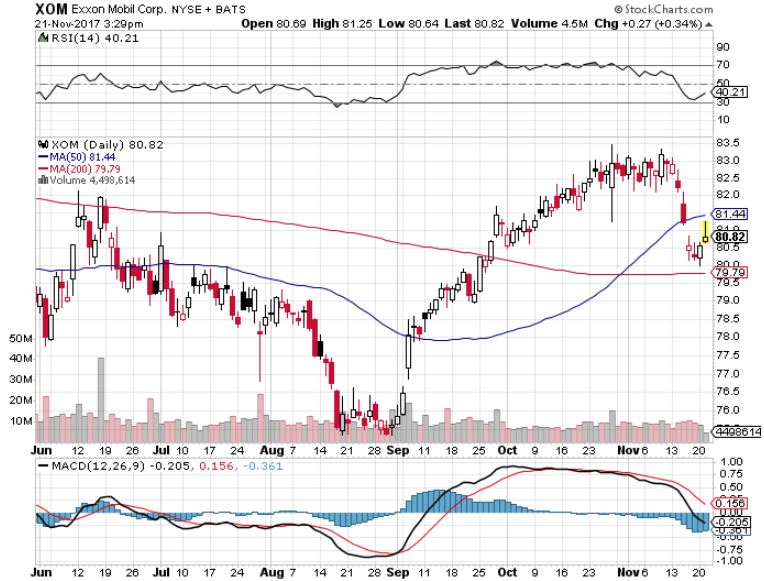 XOM Exxon Mobil Corp. NYSE + BATS © StockCharts.com
21-Nov-2017 3:29pm Open 80.69 High 81.25 Low 80.64 Last 80.82 Volume 4.5M Chg +0.27 (+0.34%)
RSI(14) 40.21
90
70
50
40.21
30
10
XOM (Daily) 80.82
MA(50) 81.44
MA(200) 79.79
Volume 4,498,614
83.5
83.0
82.5
82.0
81.44
81.0
80.82
80.5
80.0
79.79
79.5
79.0
78.5
78.0
77.5
77.0
76.5
76.0
4498614
50M
40M
30M
20M
10M
Jun 12 19 26 Jul 10 17 24 Aug 7 14 21 28 Sep 11 18 25 Oct 9 16 23 Nov 6 13 20
MACD(12,26,9) -0.205, 0.156, -0.361
1.00
0.75
0.50
0.156
0.00
-0.205
-0.361
-0.50
-0.75
-1.00
Jun 12 19 26 Jul 10 17 24 Aug 7 14 21 28 Sep 11 18 25 Oct 9 16 23 Nov 6 13 20